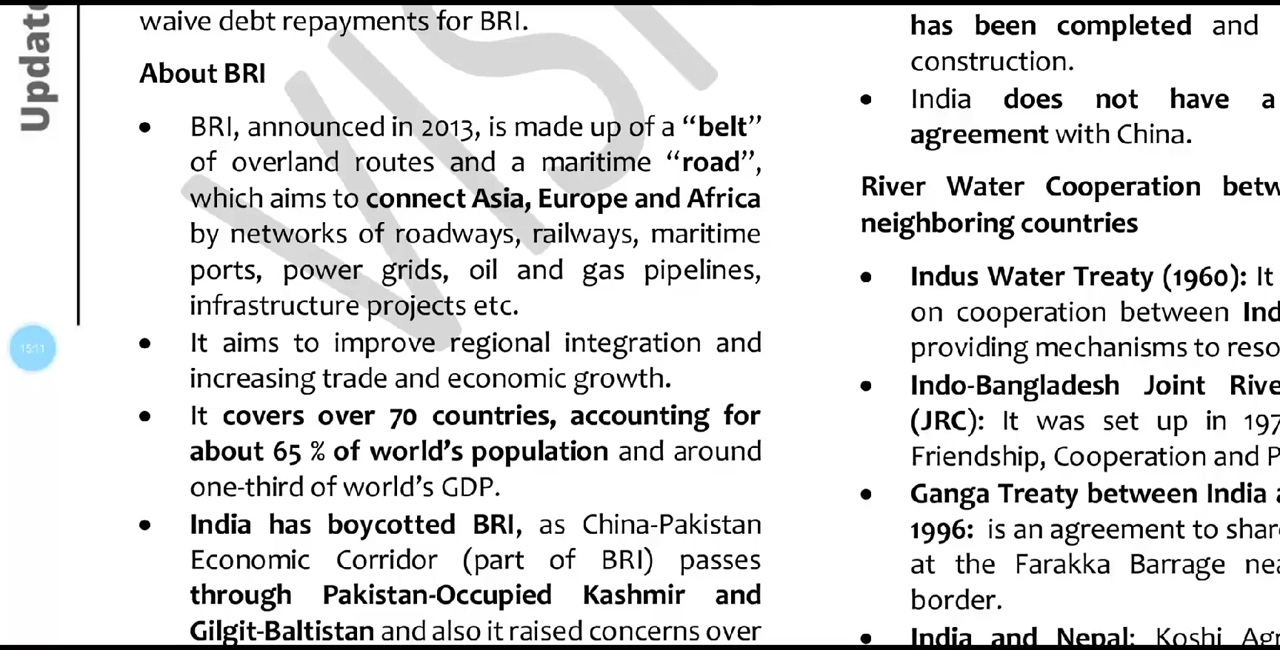 Update
waive debt repayments for BRI.
About BRI
• BRI, announced in 2013, is made up of a “belt”
of overland routes and a maritime “road”,
which aims to connect Asia, Europe and Africa
by networks of roadways, railways, maritime
ports, power grids, oil and gas pipelines,
infrastructure projects etc.
• It aims to improve regional integration and
increasing trade and economic growth.
• It covers over 70 countries, accounting for
about 65 % of world’s population and around
one-third of world’s GDP.
• India has boycotted BRI, as China-Pakistan
Economic Corridor (part of BRI) passes
through Pakistan-Occupied Kashmir and
Gilgit-Baltistan and also it raised concerns over
has been completed and
construction.
• India does not have a
agreement with China.
River Water Cooperation
neighboring countries
• Indus Water Treaty (1960): It
on cooperation between
providing mechanisms to
• Indo-Bangladesh Joint
(JRC): It was set up in
Friendship, Cooperation and
• Ganga Treaty between India
1996: is an agreement to
at the Farakka Barrage
border.
• India and Nepal: Koshi
15:11
VIS